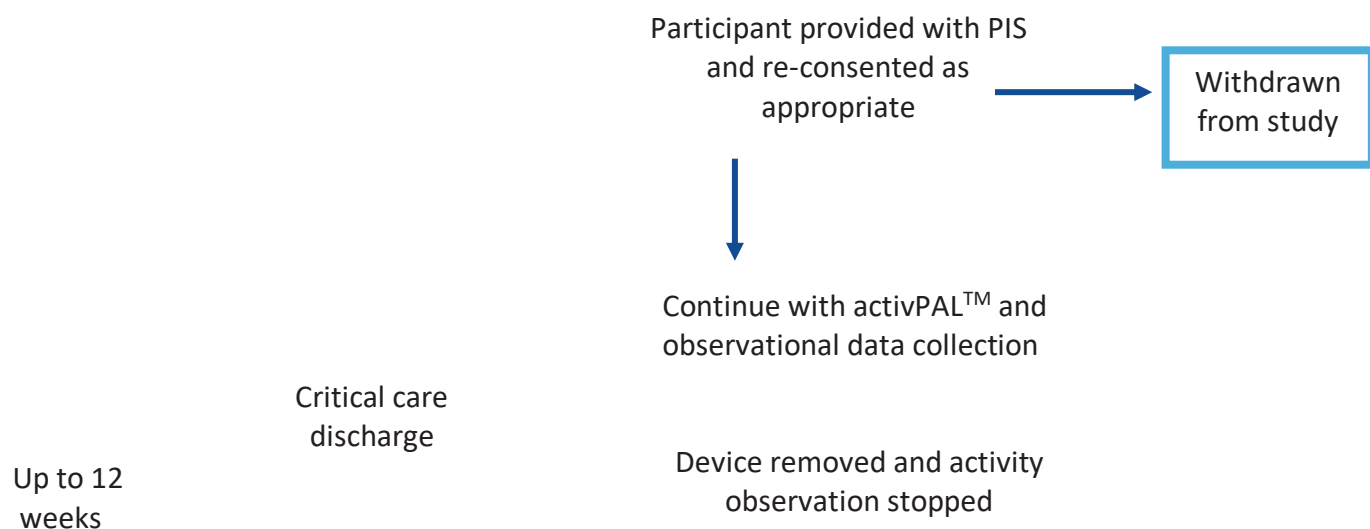 Participant provided with PIS
and re-consented as
appropriate
Withdrawn
from study
Continue with activPAL™ and
observational data collection
Critical care
discharge
Device removed and activity
observation stopped
Up to 12
weeks